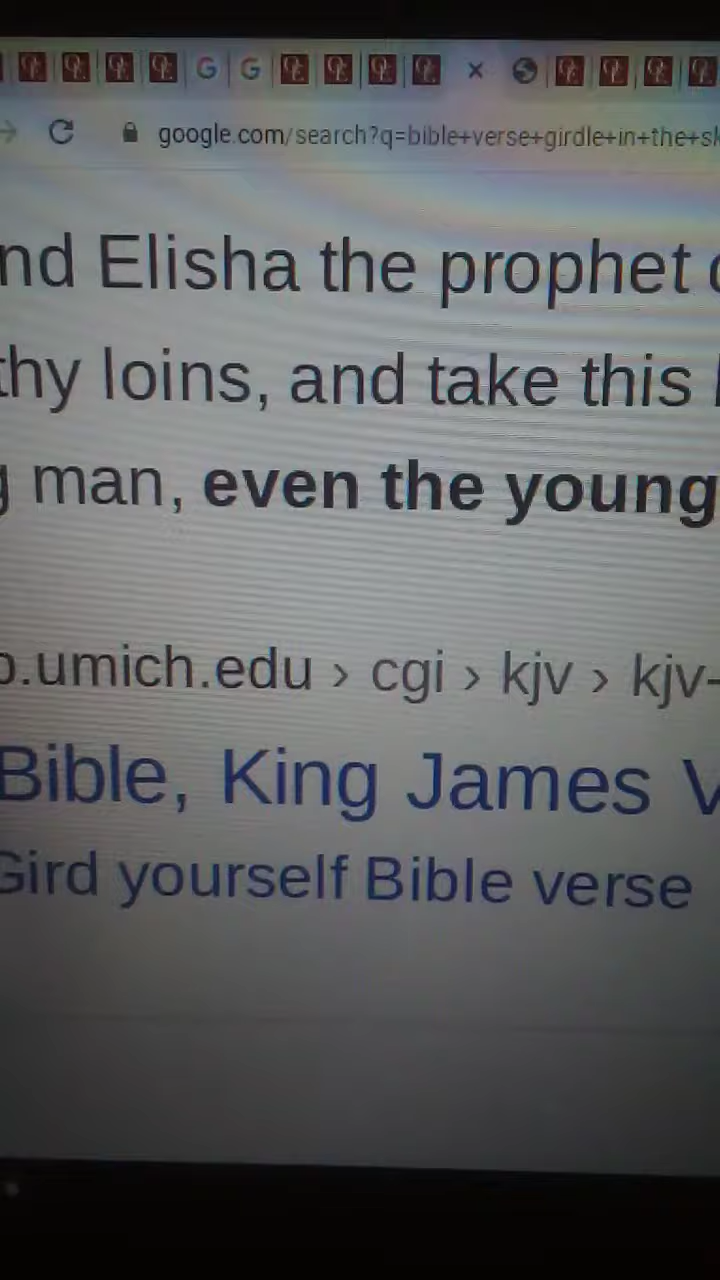 google.com/search?q=bible+verse+girdle+in+the+sk
nd Elisha the prophet
thy loins, and take this
man, even the young
.umich.edu › cgi › kjv › kjv-
Bible, King James V
Gird yourself Bible verse